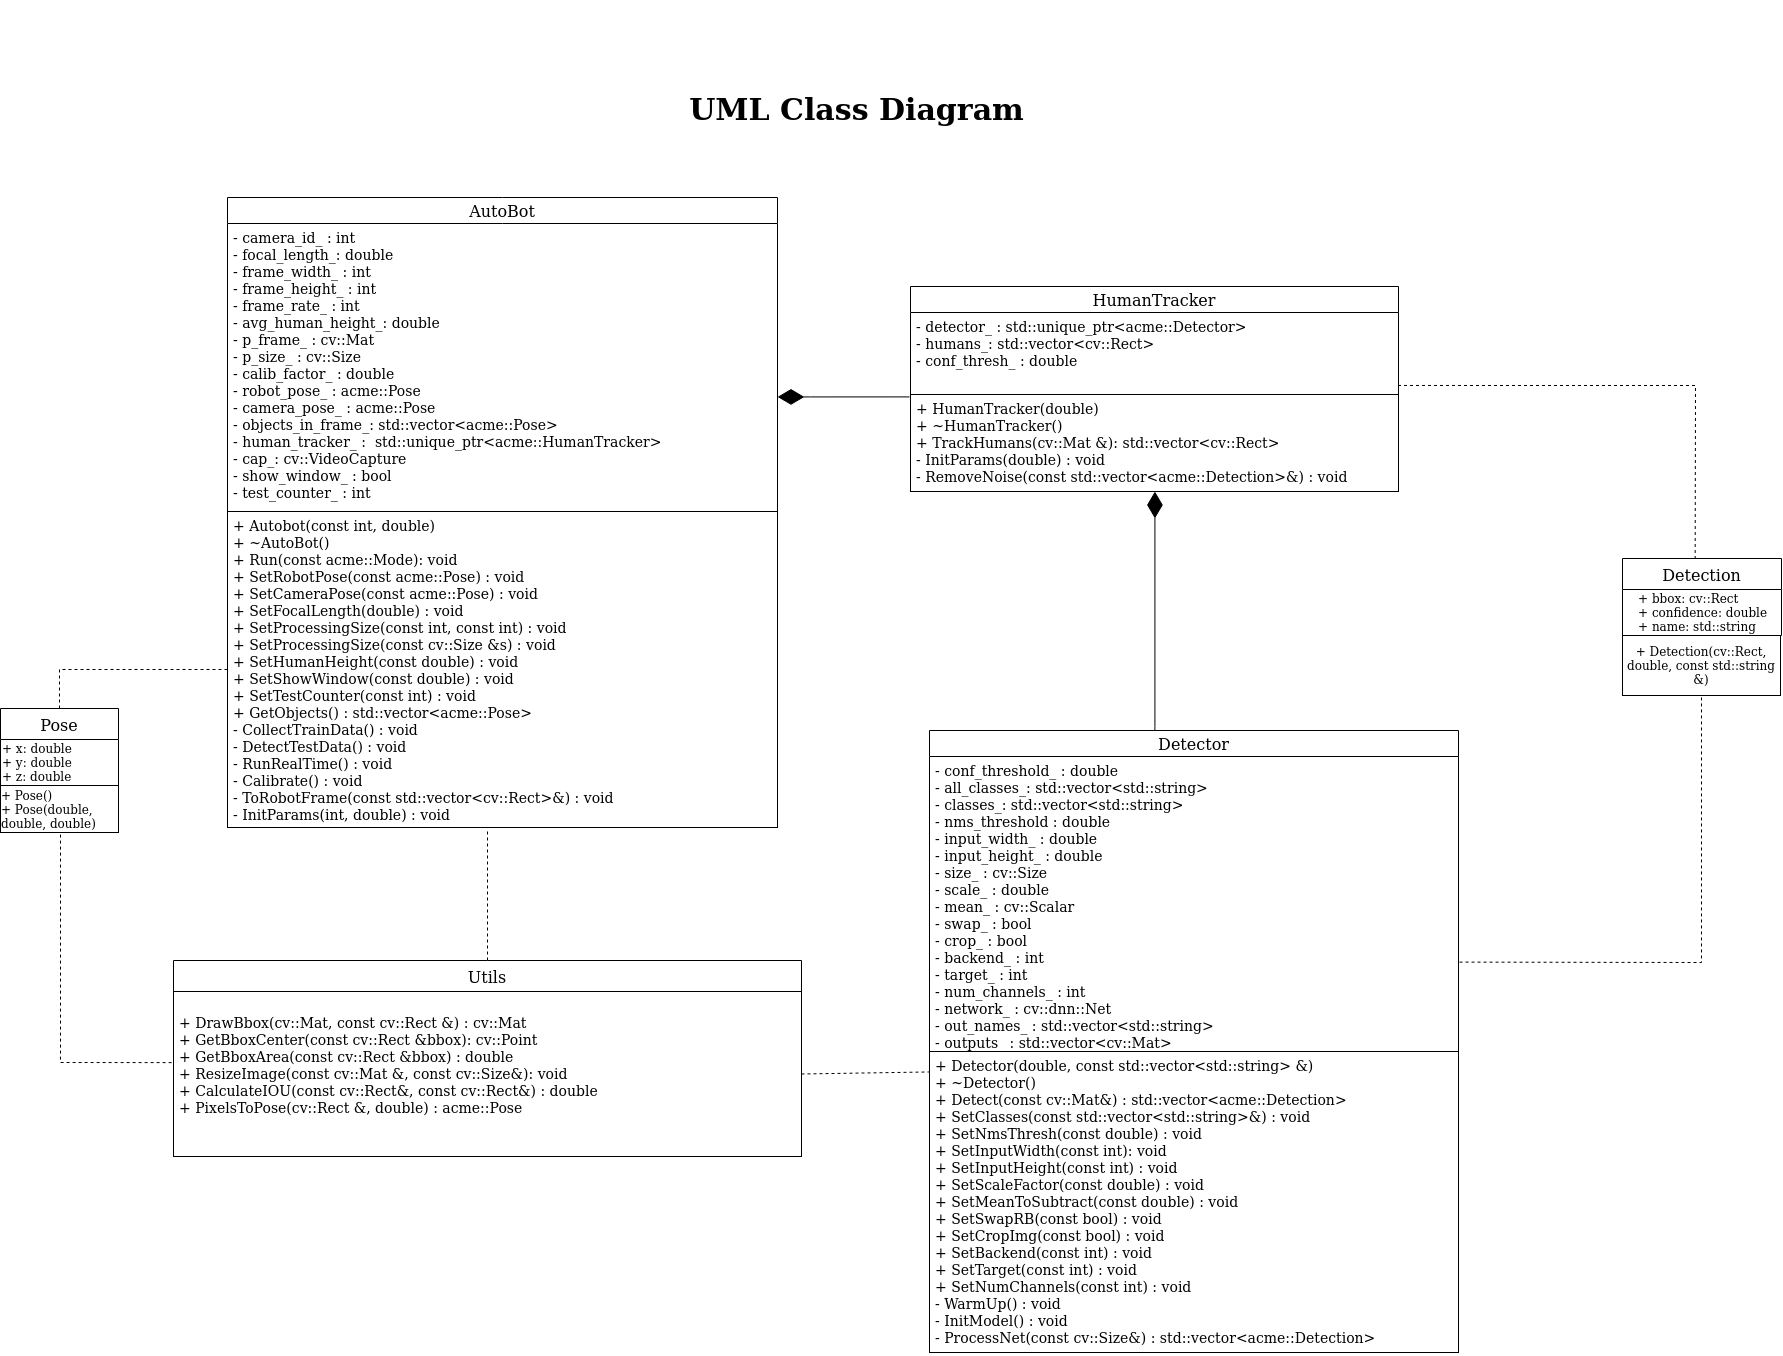 UML Class Diagram
AutoBot
- camera_id_ : int
- focal_length_: double
- frame_width_ : int
- frame_height_ : int
- frame_rate_ : int
- avg_human_height_: double
- p_frame_ : cv::Mat
- p_size_ : cv::Size
- calib_factor_ : double
- robot_pose_ : acme::Pose
- camera_pose_ : acme::Pose
- objects_in_frame_: std::vector<acme::Pose>
- human_tracker_ :  std::unique_ptr<acme::HumanTracker>
- cap_: cv::VideoCapture
- show_window_ : bool
- test_counter_ : int
+ Autobot(const int, double)
+ ~AutoBot()
+ Run(const acme::Mode): void
+ SetRobotPose(const acme::Pose) : void
+ SetCameraPose(const acme::Pose) : void
+ SetFocalLength(double) : void
+ SetProcessingSize(const int, const int) : void
+ SetProcessingSize(const cv::Size &s) : void
+ SetHumanHeight(const double) : void
+ SetShowWindow(const double) : void
+ SetTestCounter(const int) : void
+ GetObjects() : std::vector<acme::Pose>
- CollectTrainData() : void
- DetectTestData() : void
- RunRealTime() : void
- Calibrate() : void
- ToRobotFrame(const std::vector<cv::Rect>&) : void
- InitParams(int, double) : void
HumanTracker
- detector_ : std::unique_ptr<acme::Detector>
- humans_: std::vector<cv::Rect>
- conf_thresh_ : double
+ HumanTracker(double)
+ ~HumanTracker()
+ TrackHumans(cv::Mat &): std::vector<cv::Rect>
- InitParams(double) : void
- RemoveNoise(const std::vector<acme::Detection>&) : void
Detection
+ bbox: cv::Rect
+ confidence: double
+ name: std::string
+ Detection(cv::Rect,
double, const std::string
&)
Pose
+ x: double
+ y: double
+ z: double
+ Pose()
+ Pose(double,
double, double)
Detector
- conf_threshold_ : double
- all_classes_: std::vector<std::string>
- classes_: std::vector<std::string>
- nms_threshold : double
- input_width_ : double
- input_height_ : double
- size_ : cv::Size
- scale_ : double
- mean_ : cv::Scalar
- swap_ : bool
- crop_ : bool
- backend_ : int
- target_ : int
- num_channels_ : int
- network_ : cv::dnn::Net
- out_names_ : std::vector<std::string>
- outputs_ : std::vector<cv::Mat>
+ Detector(double, const std::vector<std::string> &)
+ ~Detector()
+ Detect(const cv::Mat&) : std::vector<acme::Detection>
+ SetClasses(const std::vector<std::string>&) : void
+ SetNmsThresh(const double) : void
+ SetInputWidth(const int): void
+ SetInputHeight(const int) : void
+ SetScaleFactor(const double) : void
+ SetMeanToSubtract(const double) : void
+ SetSwapRB(const bool) : void
+ SetCropImg(const bool) : void
+ SetBackend(const int) : void
+ SetTarget(const int) : void
+ SetNumChannels(const int) : void
- WarmUp() : void
- InitModel() : void
- ProcessNet(const cv::Size&) : std::vector<acme::Detection>
Utils
+ DrawBbox(cv::Mat, const cv::Rect &) : cv::Mat
+ GetBboxCenter(const cv::Rect &bbox): cv::Point
+ GetBboxArea(const cv::Rect &bbox) : double
+ ResizeImage(const cv::Mat &, const cv::Size&): void
+ CalculateIOU(const cv::Rect&, const cv::Rect&) : double
+ PixelsToPose(cv::Rect &, double) : acme::Pose